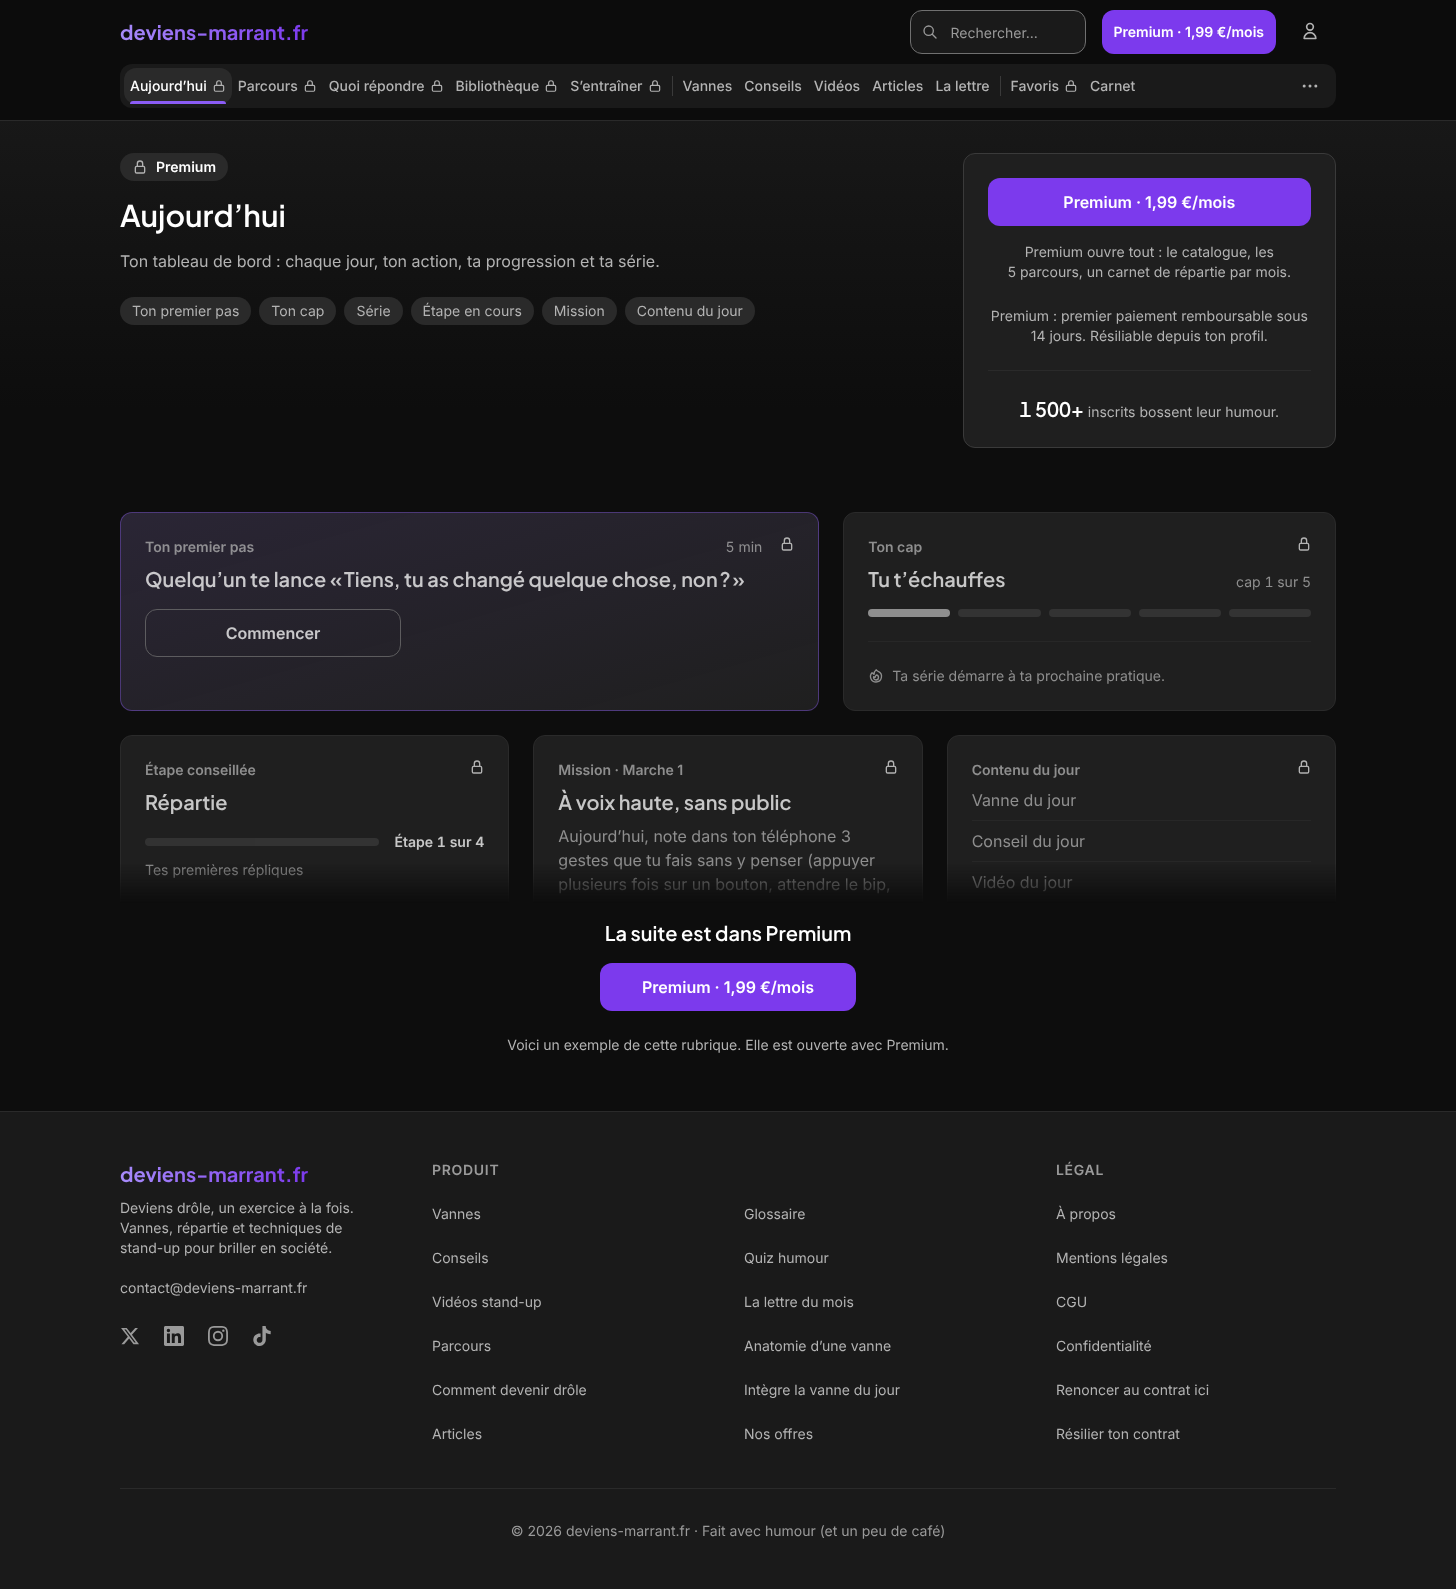 deviens-marrant.fr
Rechercher...
Premium · 1,99 €/mois
Aujourd’hui
Parcours
Quoi répondre
Bibliothèque
S’entraîner
Vannes
Conseils
Vidéos
Articles
La lettre
Favoris
Carnet
Premium
Aujourd’hui
Ton tableau de bord : chaque jour, ton action, ta progression et ta série.
Ton premier pas
Ton cap
Série
Étape en cours
Mission
Contenu du jour
Premium · 1,99 €/mois
Premium ouvre tout : le catalogue, les
5 parcours, un carnet de répartie par mois.
Premium : premier paiement remboursable sous
14 jours. Résiliable depuis ton profil.
1 500+ inscrits bossent leur humour.
Ton premier pas
5 min
Quelqu’un te lance « Tiens, tu as changé quelque chose, non ? »
Commencer
Ton cap
Tu t’échauffes
cap 1 sur 5
Ta série démarre à ta prochaine pratique.
Étape conseillée
Répartie
Étape 1 sur 4
Tes premières répliques
Mission · Marche 1
À voix haute, sans public
Aujourd’hui, note dans ton téléphone 3
gestes que tu fais sans y penser (appuyer
plusieurs fois sur un bouton, attendre le bip,
Contenu du jour
Vanne du jour
Conseil du jour
Vidéo du jour
La suite est dans Premium
Premium · 1,99 €/mois
Voici un exemple de cette rubrique. Elle est ouverte avec Premium.
deviens-marrant.fr
Deviens drôle, un exercice à la fois.
Vannes, répartie et techniques de
stand-up pour briller en société.
contact@deviens-marrant.fr
PRODUIT
Vannes
Conseils
Vidéos stand-up
Parcours
Comment devenir drôle
Articles
Glossaire
Quiz humour
La lettre du mois
Anatomie d’une vanne
Intègre la vanne du jour
Nos offres
LÉGAL
À propos
Mentions légales
CGU
Confidentialité
Renoncer au contrat ici
Résilier ton contrat
© 2026 deviens-marrant.fr · Fait avec humour (et un peu de café)